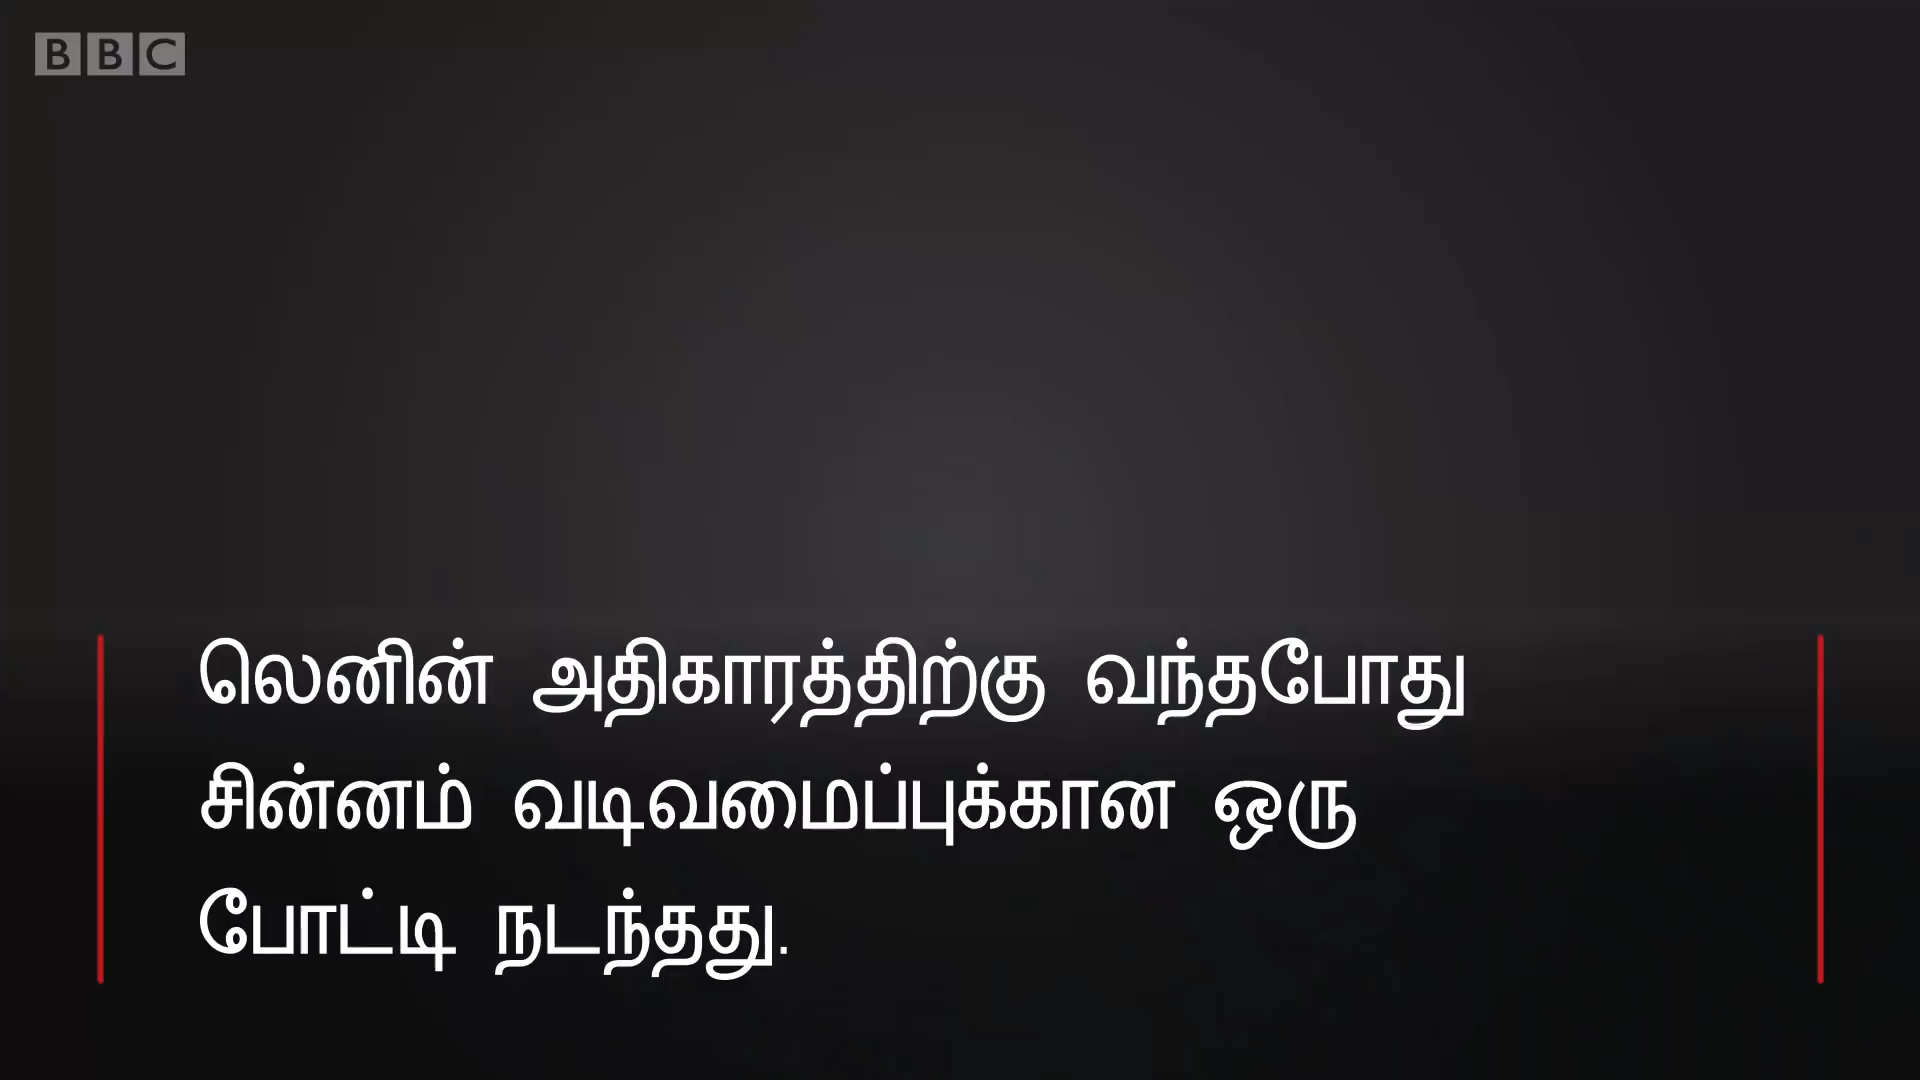 BBC
லெனின் அதிகாரத்திற்கு வந்தபோது
சின்னம் வடிவமைப்புக்கான ஒரு
போட்டி நடந்தது.